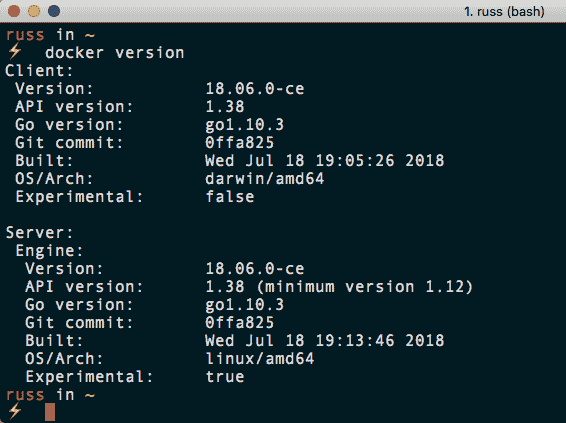 1. russ (bash)
russ in ~
⚡ docker version
Client:
 Version:           18.06.0-ce
 API version:       1.38
 Go version:        go1.10.3
 Git commit:        0ffa825
 Built:             Wed Jul 18 19:05:26 2018
 OS/Arch:           darwin/amd64
 Experimental:      false

Server:
 Engine:
  Version:          18.06.0-ce
  API version:      1.38 (minimum version 1.12)
  Go version:       go1.10.3
  Git commit:       0ffa825
  Built:            Wed Jul 18 19:13:46 2018
  OS/Arch:          linux/amd64
  Experimental:     true
russ in ~
⚡